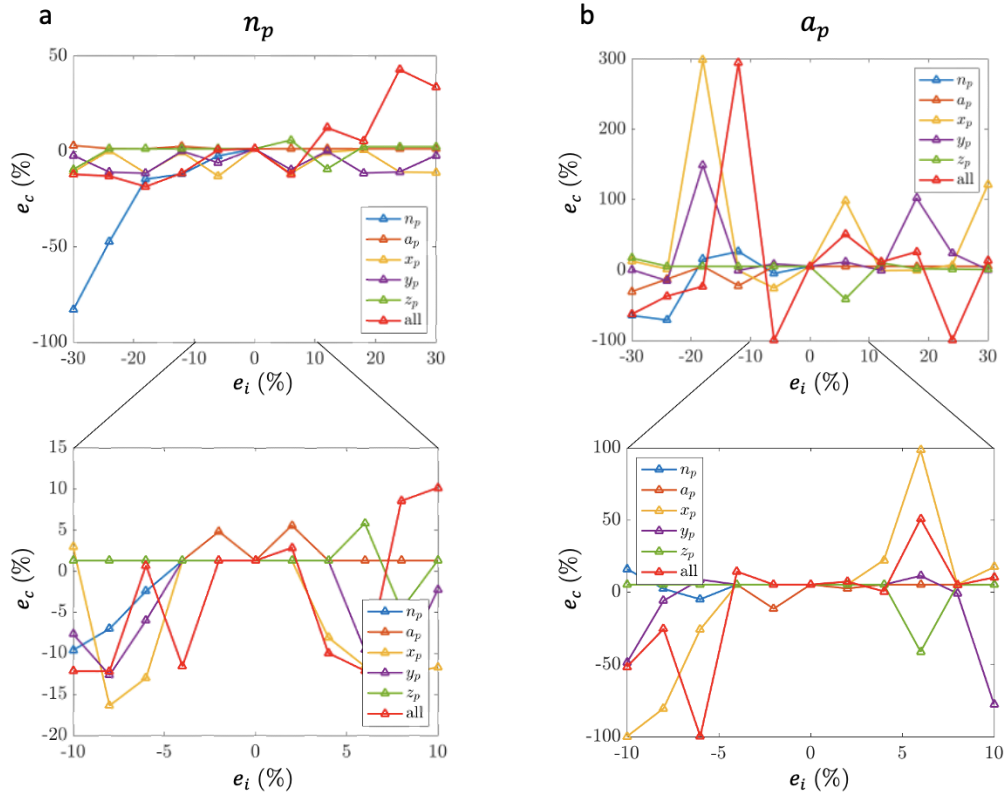 a
n_p
50
0
-50
-100
e_c (%)
-30
-20
-10
0
10
20
30
e_i (%)
n_p
a_p
x_p
y_p
z_p
all
b
a_p
300
200
100
0
100
e_c (%)
-30
-20
-10
0
10
20
30
e_i (%)
n_p
a_p
x_p
y_p
z_p
all
15
10
5
0
-5
-10
-15
-20
e_c (%)
-10
-5
0
5
10
e_i (%)
n_p
a_p
x_p
y_p
z_p
all
100
50
0
-50
-100
e_c (%)
-10
-5
0
5
10
e_i (%)
n_p
a_p
x_p
y_p
z_p
all